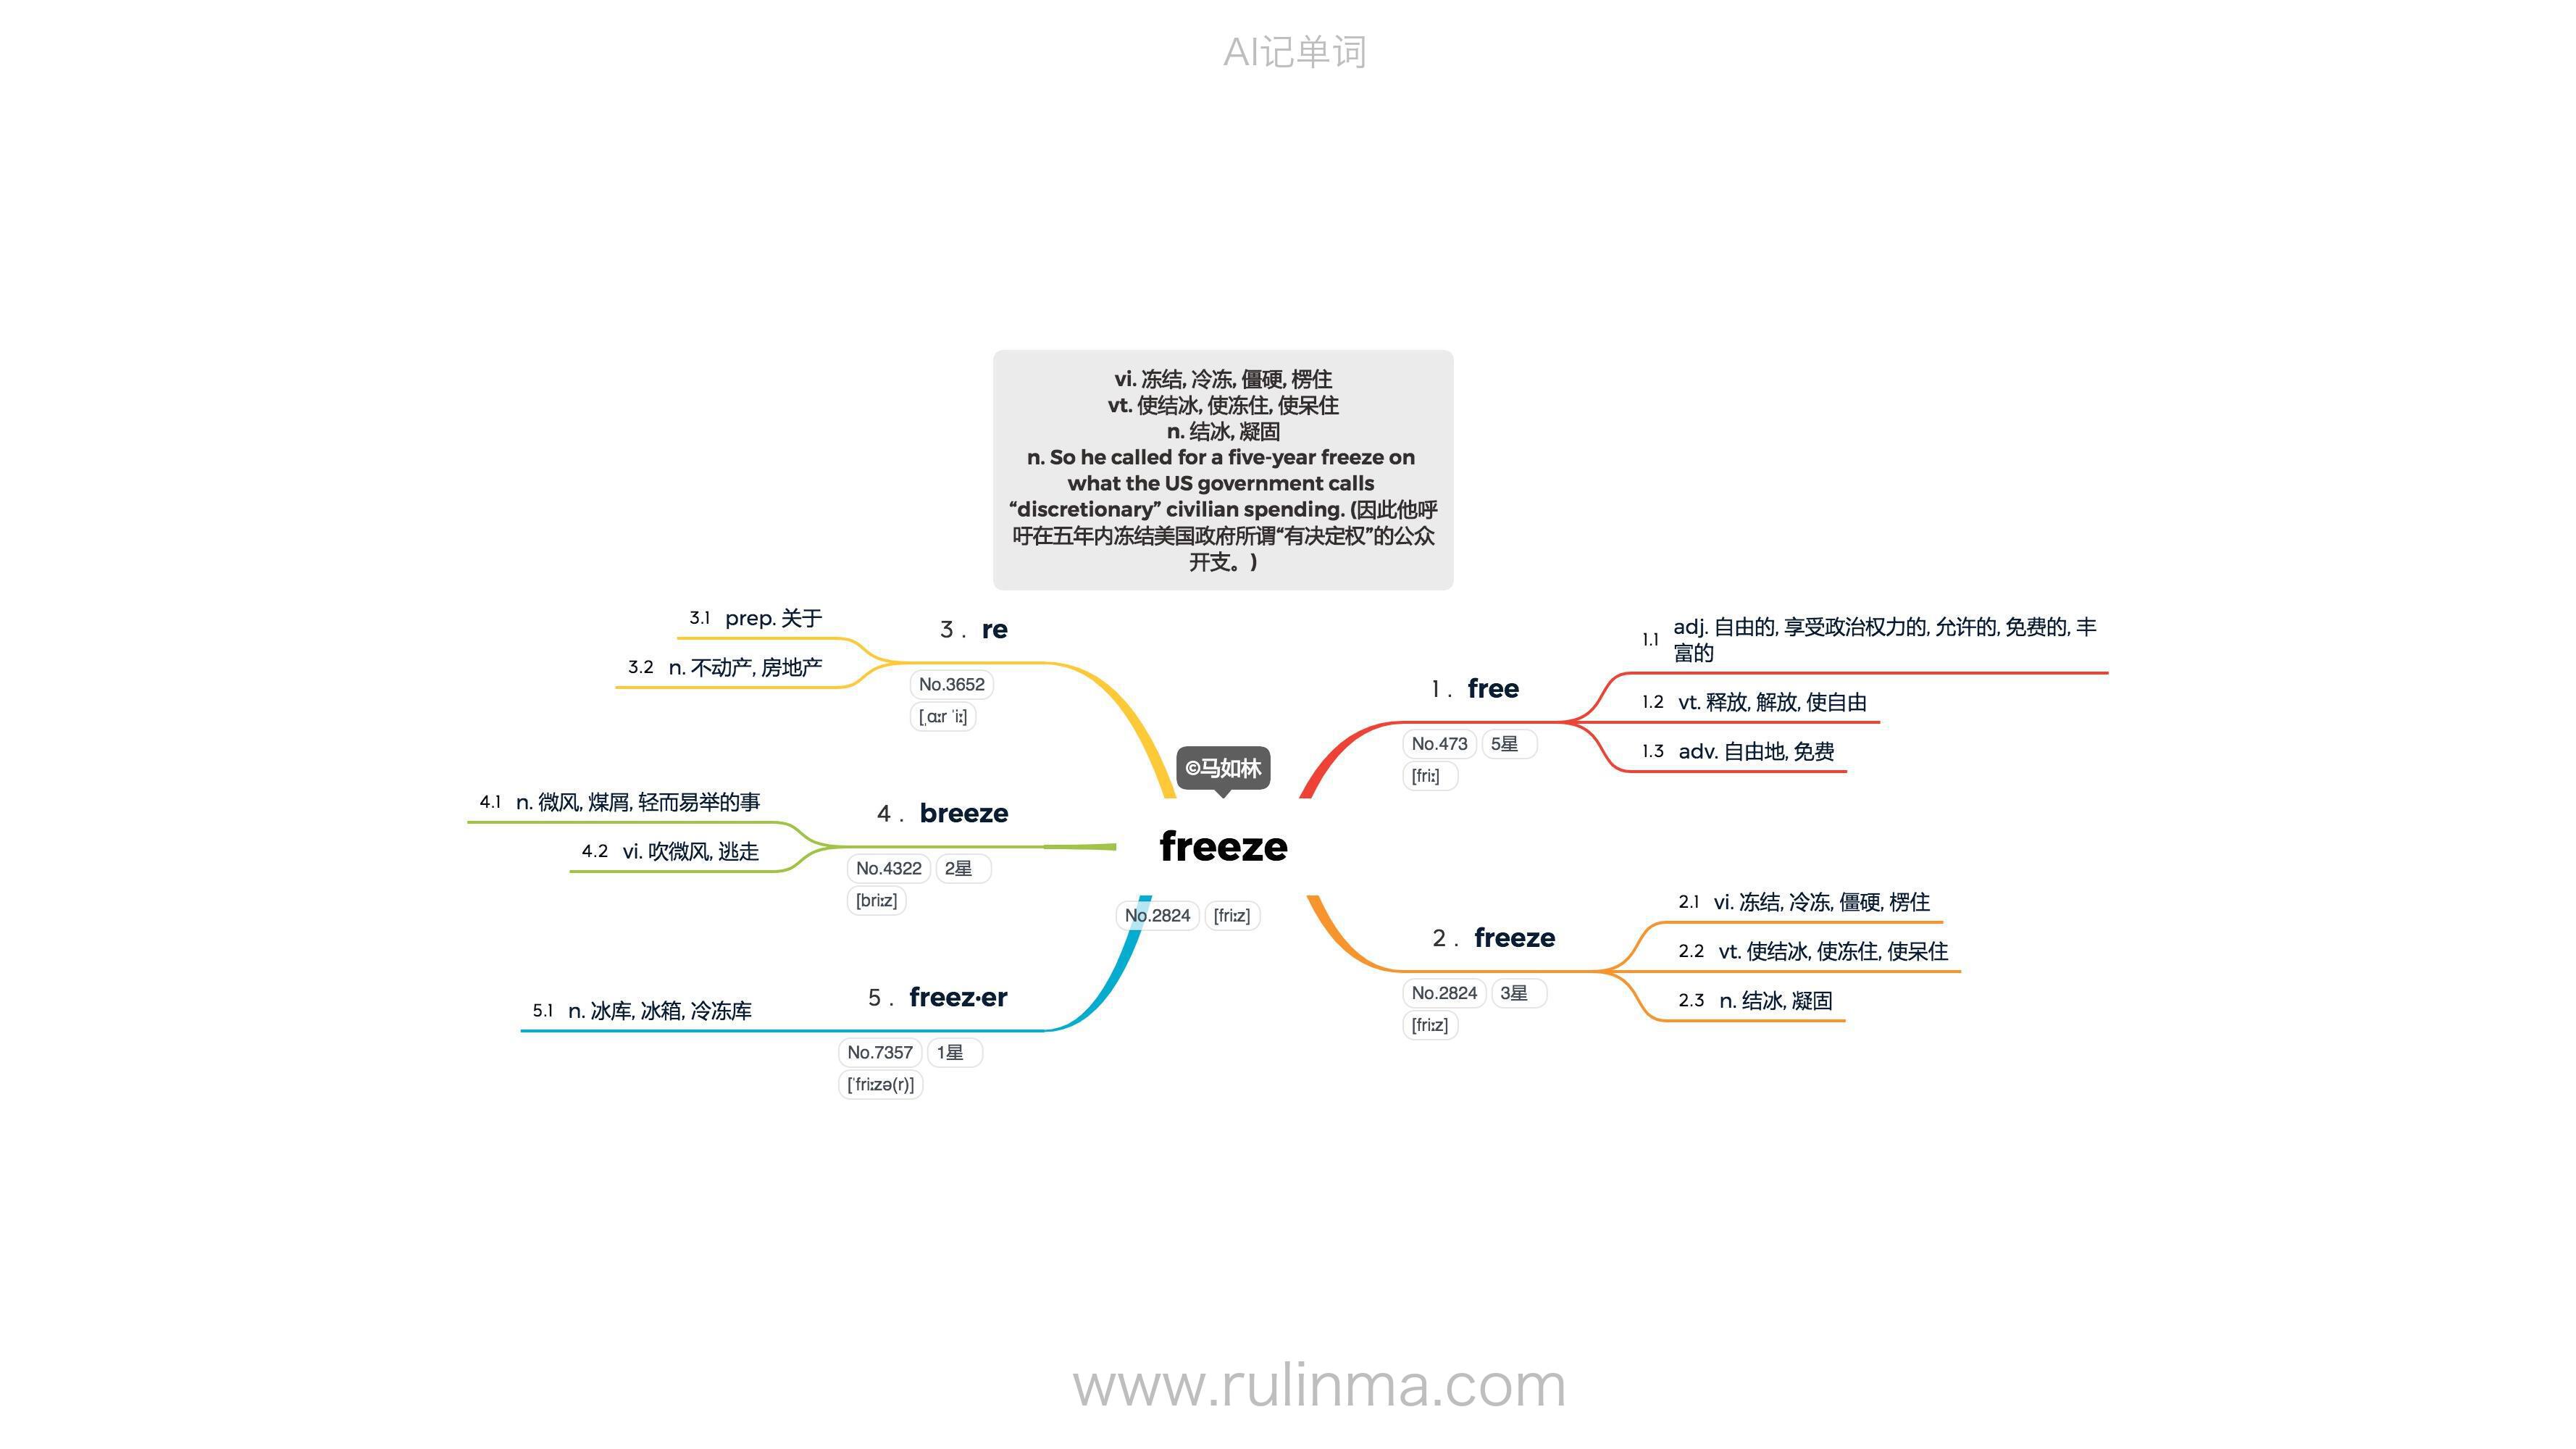 AI记单词
vi. 冻结, 冷冻, 僵硬, 楞住
vt. 使结冰, 使冻住, 使呆住
n. 结冰, 凝固
n. So he called for a five-year freeze on
what the US government calls
“discretionary” civilian spending. (因此他呼
吁在五年内冻结美国政府所谓“有决定权”的公众
开支。)
©马如林
freeze
No.2824 [friːz]
1. free
No.473 5星
[friː]
1.1 adj. 自由的, 享受政治权力的, 允许的, 免费的, 丰
富的
1.2 vt. 释放, 解放, 使自由
1.3 adv. 自由地, 免费
2. freeze
No.2824 3星
[friːz]
2.1 vi. 冻结, 冷冻, 僵硬, 楞住
2.2 vt. 使结冰, 使冻住, 使呆住
2.3 n. 结冰, 凝固
3. re
No.3652
[ˌɑːr ˈiː]
3.1 prep. 关于
3.2 n. 不动产, 房地产
4. breeze
No.4322 2星
[briːz]
4.1 n. 微风, 煤屑, 轻而易举的事
4.2 vi. 吹微风, 逃走
5. freez·er
No.7357 1星
[ˈfriːzə(r)]
5.1 n. 冰库, 冰箱, 冷冻库
www.rulinma.com